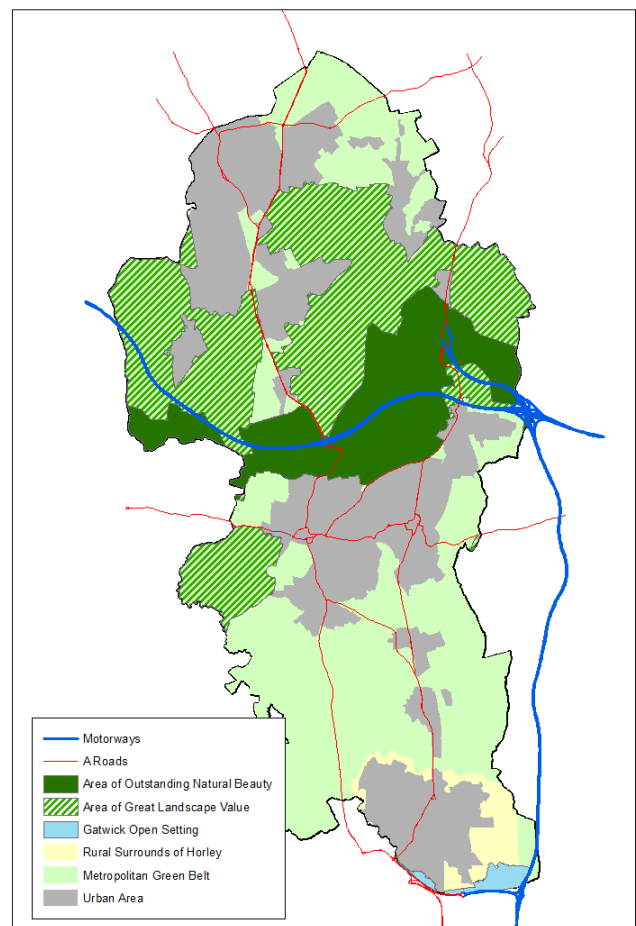 Motorways
A Roads
Area of Outstanding Natural Beauty
Area of Great Landscape Value
Gatwick Open Setting
Rural Surrounds of Horley
Metropolitan Green Belt
Urban Area